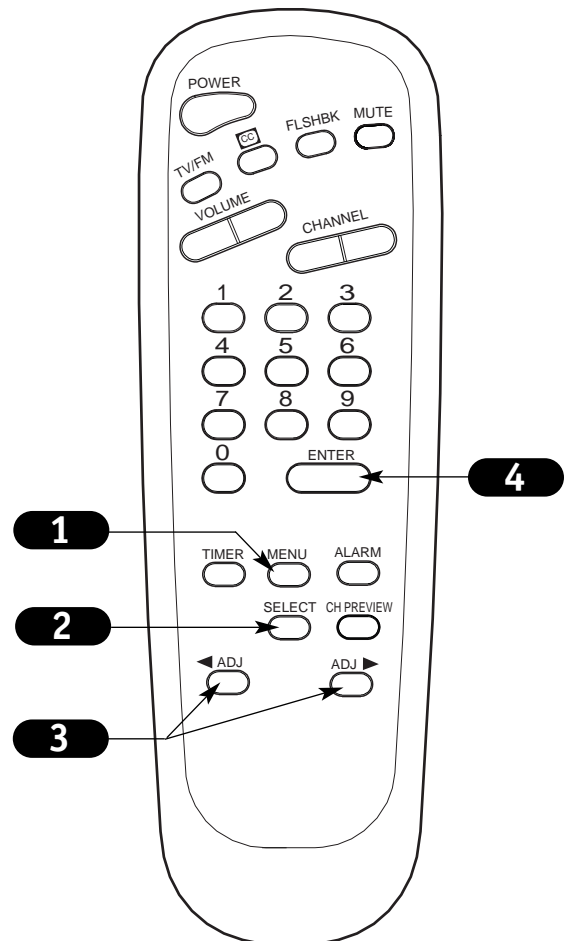 POWER
CC
FLSHBK
MUTE
TV/FM
VOLUME
CHANNEL
1 2 3
4 5 6
7 8 9
0 ENTER
4
1
TIMER MENU ALARM
2
SELECT CH PREVIEW
◀ ADJ ADJ ▶
3